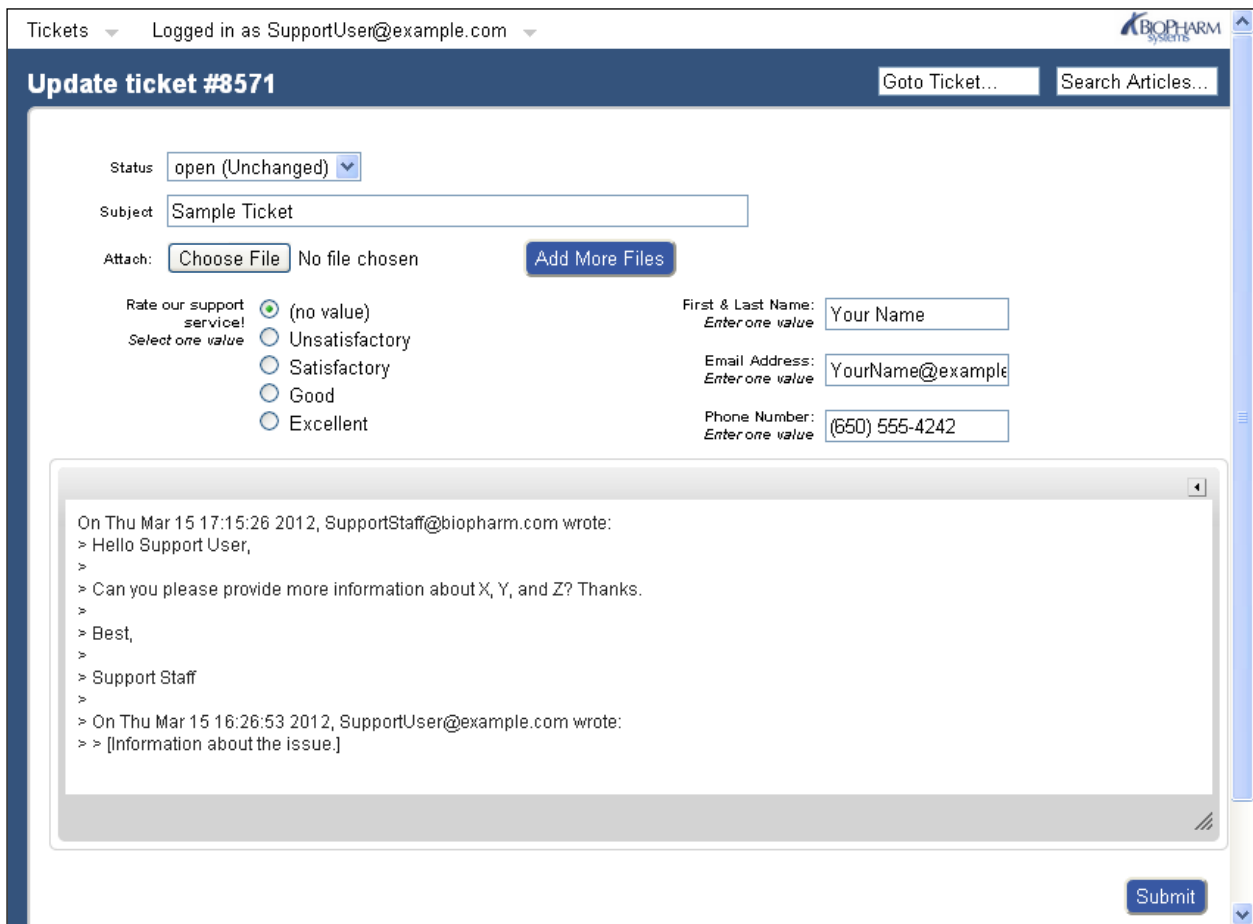 Tickets Logged in as SupportUser@example.com BIOPHARM systems
Update ticket #8571 Goto Ticket... Search Articles...
Status open (Unchanged)
Subject Sample Ticket
Attach: Choose File No file chosen Add More Files
Rate our support service!
Select one value
(no value)
Unsatisfactory
Satisfactory
Good
Excellent
First & Last Name:
Enter one value
Your Name
Email Address:
Enter one value
YourName@example
Phone Number:
Enter one value
(650) 555-4242
On Thu Mar 15 17:15:26 2012, SupportStaff@biopharm.com wrote:
> Hello Support User,
>
> Can you please provide more information about X, Y, and Z? Thanks.
>
> Best,
>
> Support Staff
>
> On Thu Mar 15 16:26:53 2012, SupportUser@example.com wrote:
> > [Information about the issue.]
Submit